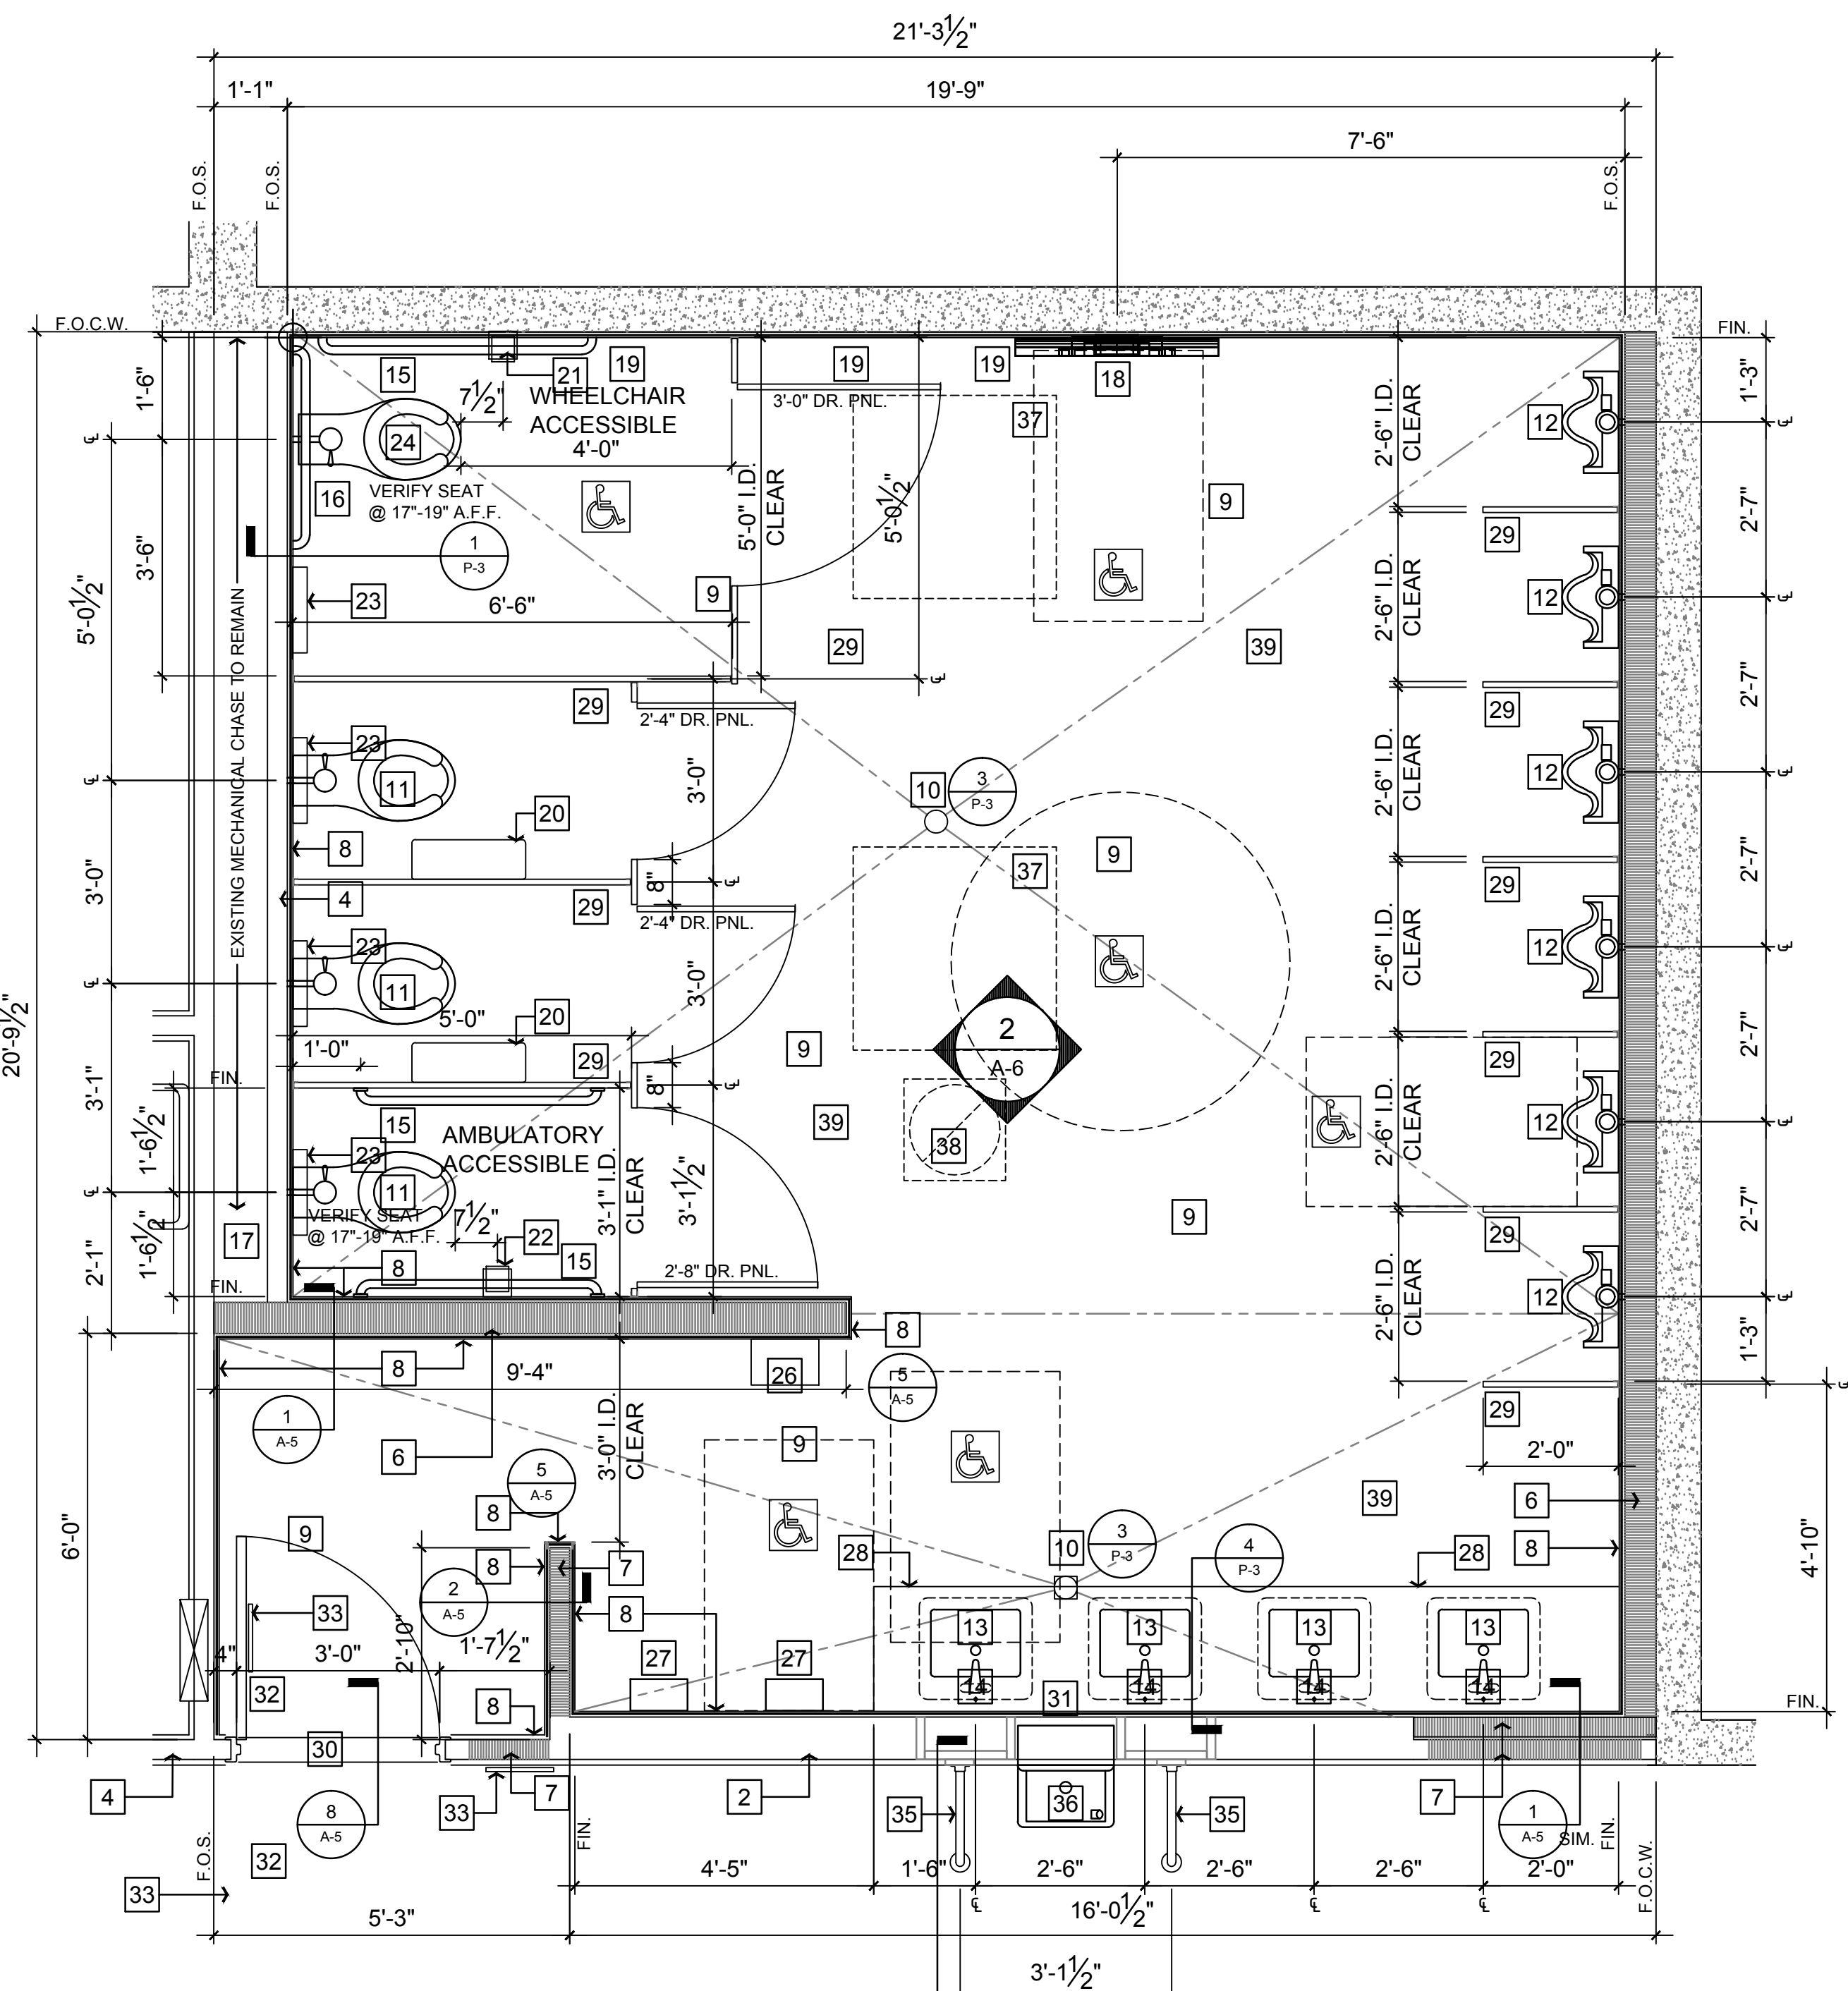 21'-3½"
1'-1"
19'-9"
7'-6"
F.O.S.
F.O.S.
F.O.S.
F.O.C.W.
FIN.
1'-6"
15
21
19
19
19
18
7½"
WHEELCHAIR
ACCESSIBLE
4'-0"
3'-0" DR. PNL.
37
2'-6" I.D.
CLEAR
12
1'-3"
24
16
VERIFY SEAT
@ 17"-19" A.F.F.
5'-0" I.D.
CLEAR
5'-0½"
9
29
2'-7"
1
P-3
3'-6"
5'-0½"
23
6'-6"
9
29
39
2'-6" I.D.
CLEAR
12
2'-7"
EXISTING MECHANICAL CHASE TO REMAIN
29
2'-4" DR. PNL.
29
23
11
3'-0"
10
3
P-3
2'-6" I.D.
CLEAR
12
2'-7"
20
8
37
9
4
29
8"
2'-4" DR. PNL.
29
3'-0"
23
11
3'-0"
2'-6" I.D.
CLEAR
12
2'-7"
20'-9½"
5'-0"
20
1'-0"
29
9
2
A-6
29
FIN.
3'-1"
8"
1'-6½"
15
AMBULATORY
ACCESSIBLE
39
38
2'-6" I.D.
CLEAR
12
2'-7"
23
11
VERIFY SEAT
@ 17"-19" A.F.F.
7½"
3'-1" I.D.
CLEAR
3'-1½"
9
29
17
22
15
8
2'-1"
1'-6½"
FIN.
2'-8" DR. PNL.
2'-6" I.D.
CLEAR
12
2'-7"
8
8
9'-4"
26
5
A-5
1'-3"
1
A-5
6
3'-0" I.D.
CLEAR
9
29
2'-0"
5
A-5
8
39
6
6'-0"
9
8
7
28
10
3
P-3
4
P-3
28
8
4'-10"
33
2
A-5
8
13
13
13
13
4"
3'-0"
2'-10"
1'-7½"
27
27
32
8
14
14
14
14
31
FIN.
30
4
33
7
2
35
36
35
7
8
A-5
1
A-5
SIM.
32
33
F.O.S.
FIN.
FIN.
F.O.C.W.
4'-5"
1'-6"
2'-6"
2'-6"
2'-6"
2'-0"
5'-3"
16'-0½"
3'-1½"